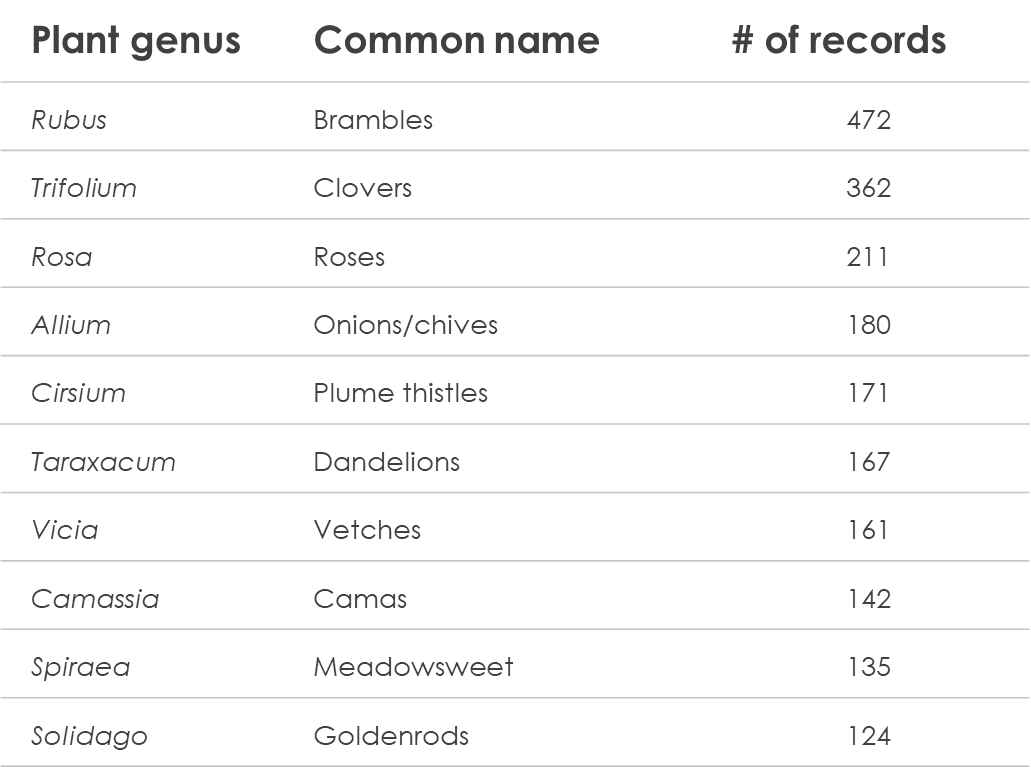 Plant genus Common name # of records
Rubus Brambles 472
Trifolium Clovers 362
Rosa Roses 211
Allium Onions/chives 180
Cirsium Plume thistles 171
Taraxacum Dandelions 167
Vicia Vetches 161
Camassia Camas 142
Spiraea Meadowsweet 135
Solidago Goldenrods 124